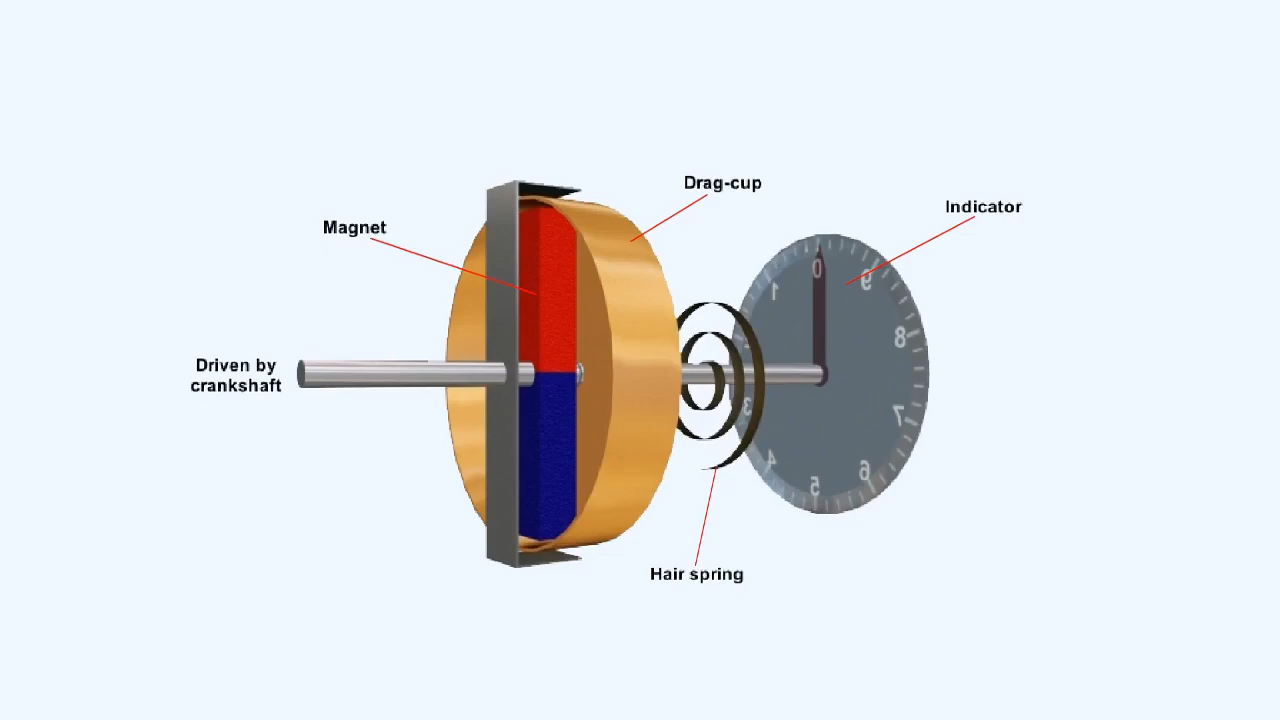 Drag-cup
Indicator
Magnet
0
1
9
8
Driven by
crankshaft
3
7
4
6
5
Hair spring